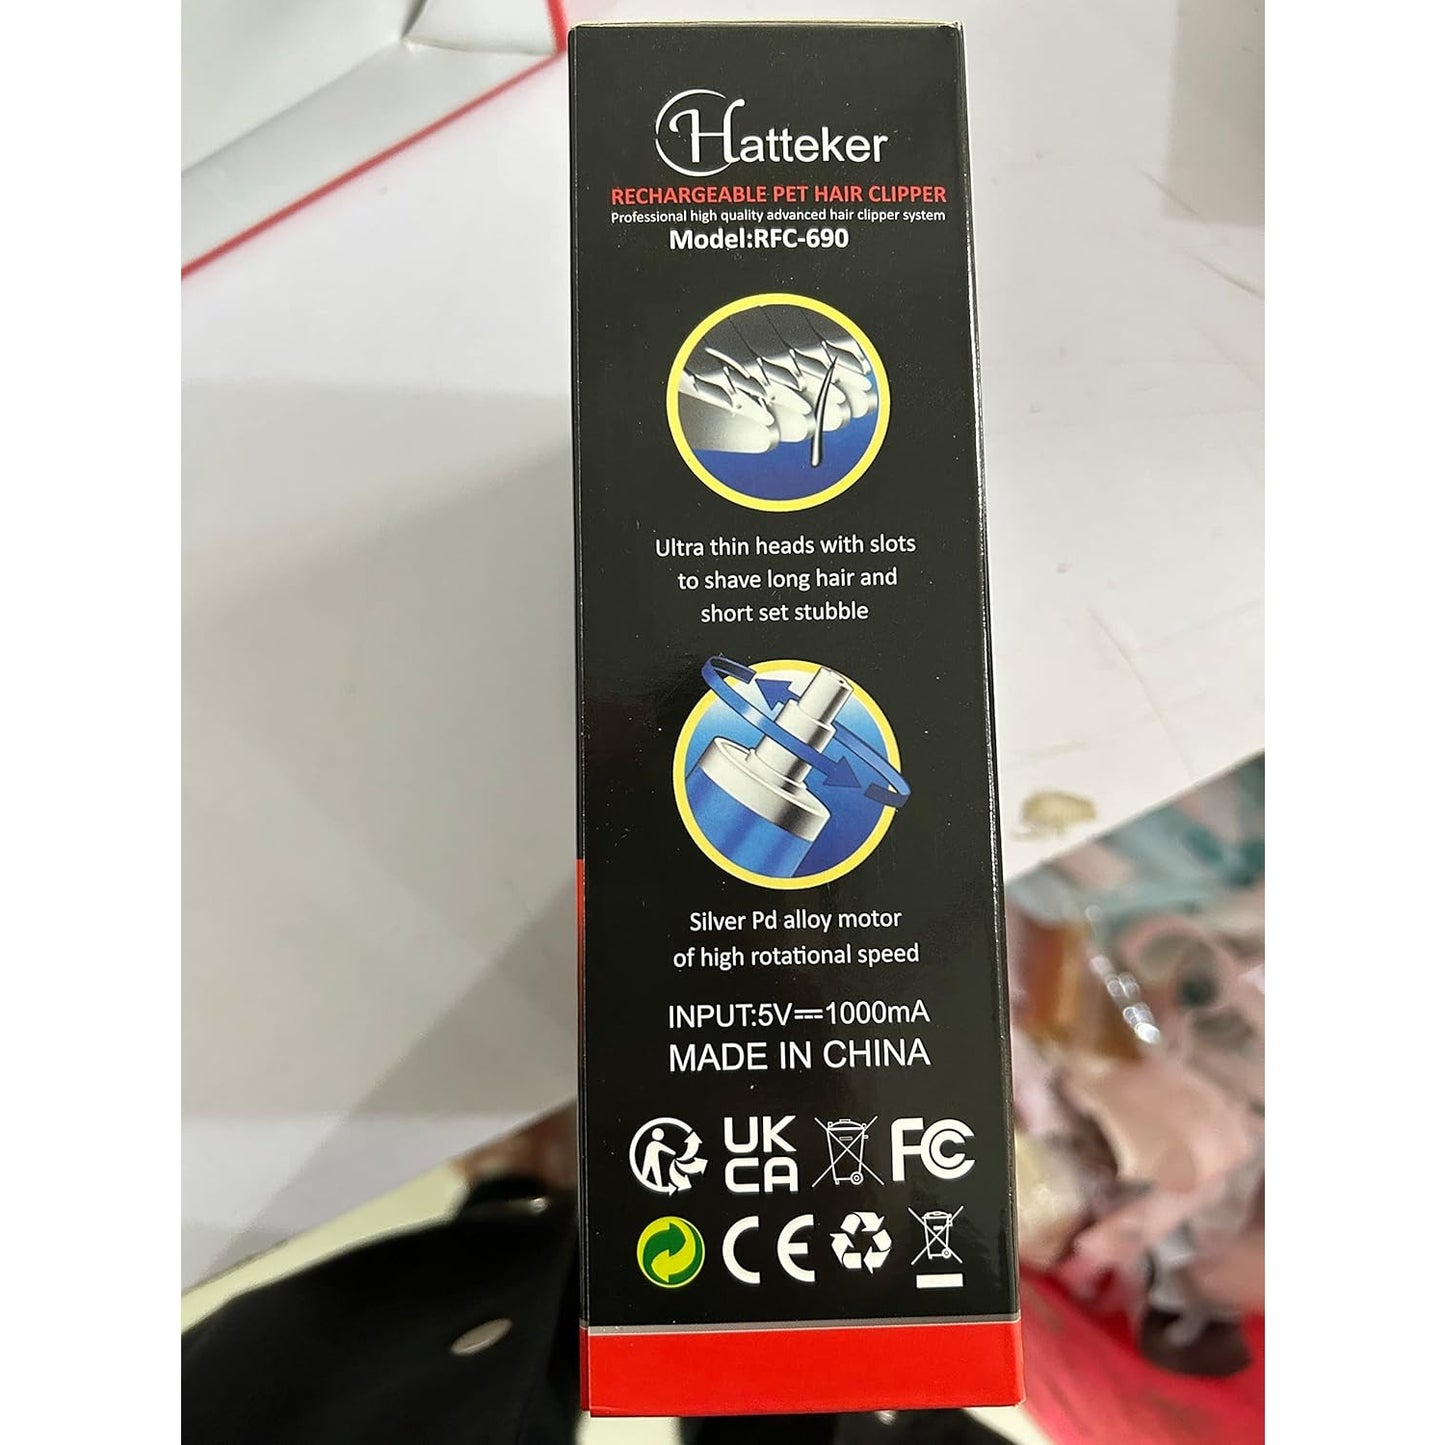 Hatteker
RECHARGEABLE PET HAIR CLIPPER
Professional high quality advanced hair clipper system
Model:RFC-690
Ultra thin heads with slots
to shave long hair and
short set stubble
Silver Pd alloy motor
of high rotational speed
INPUT:5V⎓1000mA
MADE IN CHINA
UK
CA
FC
CE